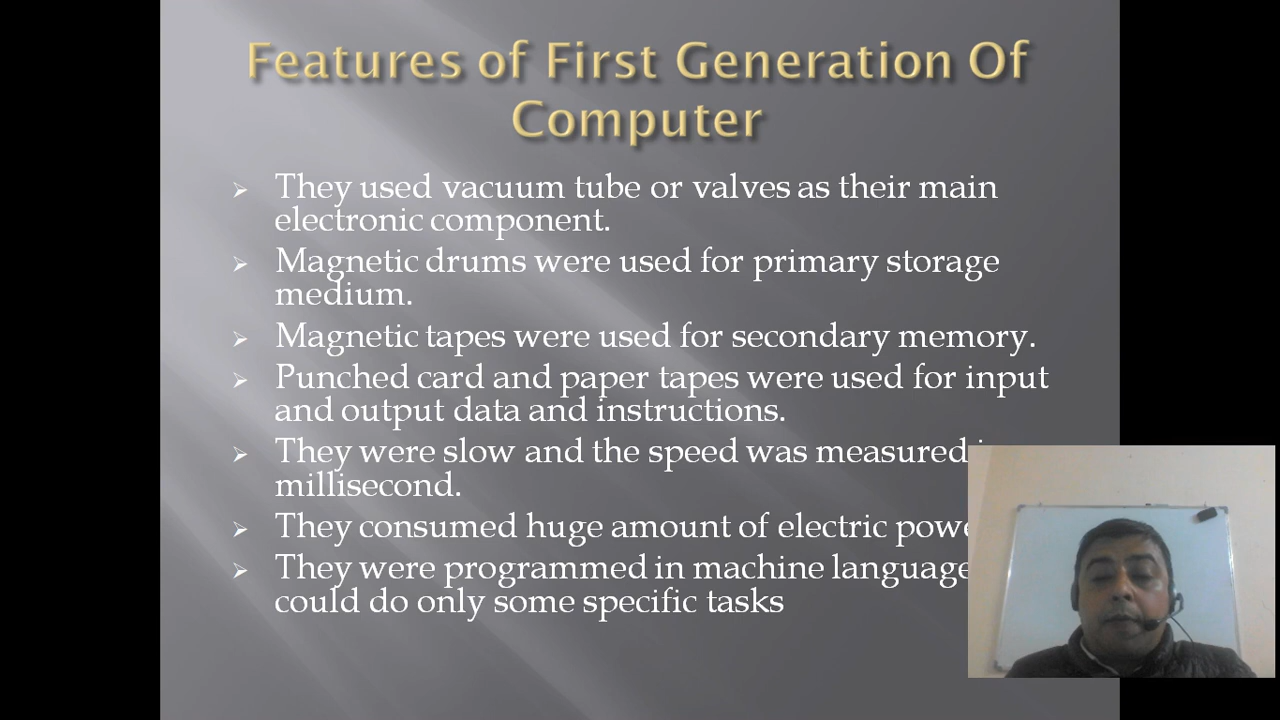 Features of First Generation Of
Computer
They used vacuum tube or valves as their main
electronic component.
Magnetic drums were used for primary storage
medium.
Magnetic tapes were used for secondary memory.
Punched card and paper tapes were used for input
and output data and instructions.
They were slow and the speed was measured
millisecond.
They consumed huge amount of electric
They were programmed in machine language
could do only some specific tasks